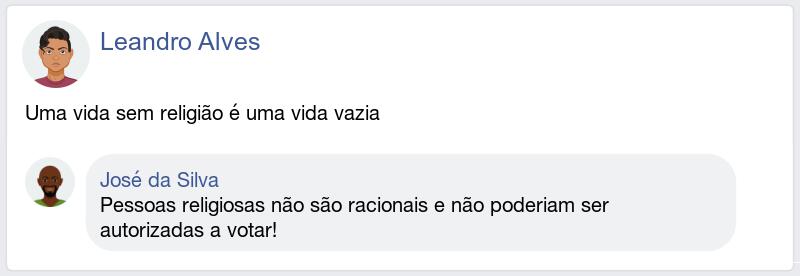 Leandro Alves
Uma vida sem religião é uma vida vazia
José da Silva
Pessoas religiosas não são racionais e não poderiam ser
autorizadas a votar!